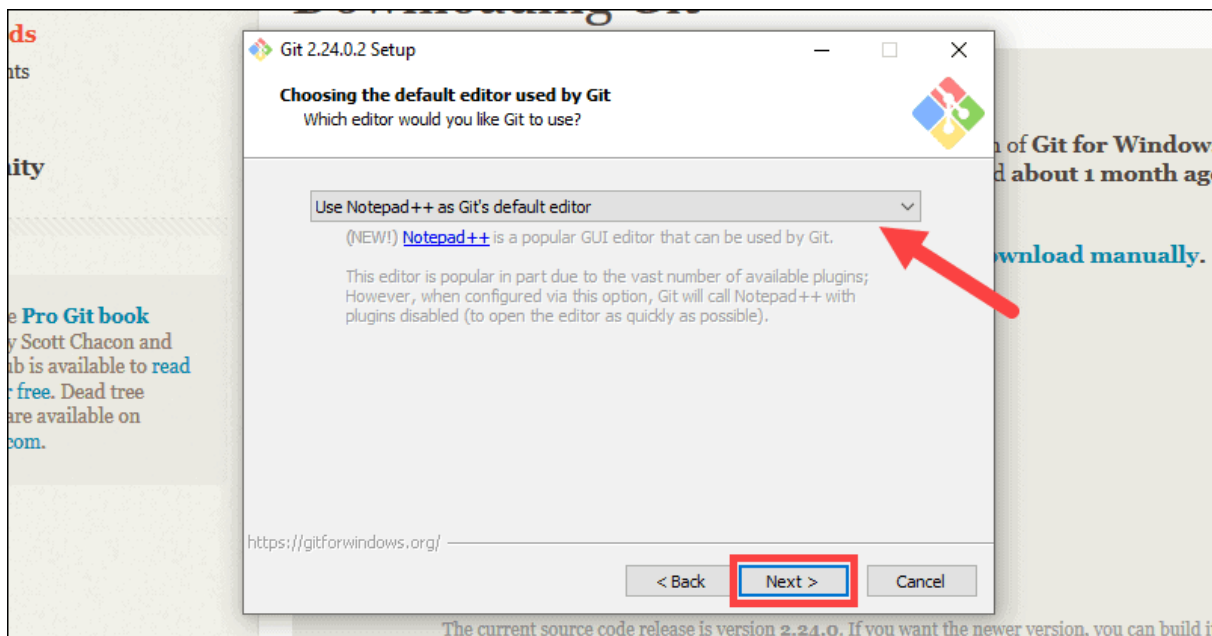 Downloading Git
ds
nts
ity
e Pro Git book
y Scott Chacon and
ub is available to read
r free. Dead tree
are available on
com.
Git 2.24.0.2 Setup
Choosing the default editor used by Git
Which editor would you like Git to use?
Use Notepad++ as Git's default editor
(NEW!) Notepad++ is a popular GUI editor that can be used by Git.
This editor is popular in part due to the vast number of available plugins;
However, when configured via this option, Git will call Notepad++ with
plugins disabled (to open the editor as quickly as possible).
https://gitforwindows.org/
< Back Next > Cancel
n of Git for Window
d about 1 month ag
ownload manually.
The current source code release is version 2.24.0. If you want the newer version, you can build i